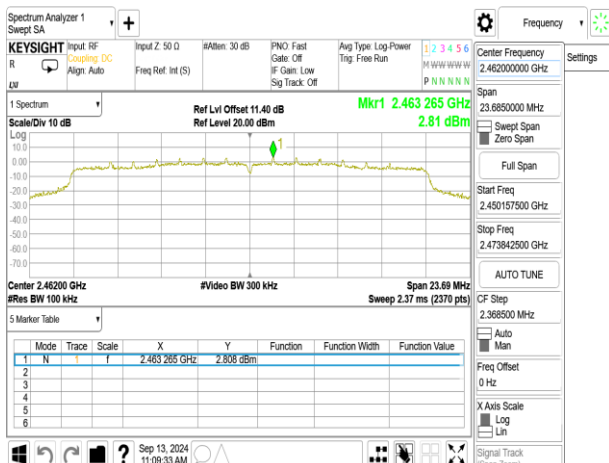 Spectrum Analyzer 1
Swept SA
Frequency
KEYSIGHT Input: RF Input Z: 50 Ω #Atten: 30 dB PNO: Fast Avg Type: Log-Power 1 2 3 4 5 6
R Coupling: DC Gate: Off Trig: Free Run M W W W W W
Align: Auto Freq Ref: Int (S) IF Gain: Low
LXI Sig Track: Off P N N N N N
Center Frequency
2.462000000 GHz
Settings
Span
23.6850000 MHz
Swept Span
Zero Span
Full Span
Start Freq
2.450157500 GHz
Stop Freq
2.473842500 GHz
AUTO TUNE
CF Step
2.368500 MHz
Auto
Man
Freq Offset
0 Hz
X Axis Scale
Log
Lin
Signal Track
1 Spectrum
Ref Lvl Offset 11.40 dB Mkr1 2.463 265 GHz
Scale/Div 10 dB Ref Level 20.00 dBm 2.81 dBm
Log
10.0
0.00
-10.0
-20.0
-30.0
-40.0
-50.0
-60.0
-70.0
1
Center 2.46200 GHz #Video BW 300 kHz Span 23.69 MHz
#Res BW 100 kHz Sweep 2.37 ms (2370 pts)
5 Marker Table
Mode Trace Scale X Y Function Function Width Function Value
1 N 1 f 2.463 265 GHz 2.808 dBm
2
3
4
5
6
?
Sep 13, 2024
11:09:33 AM